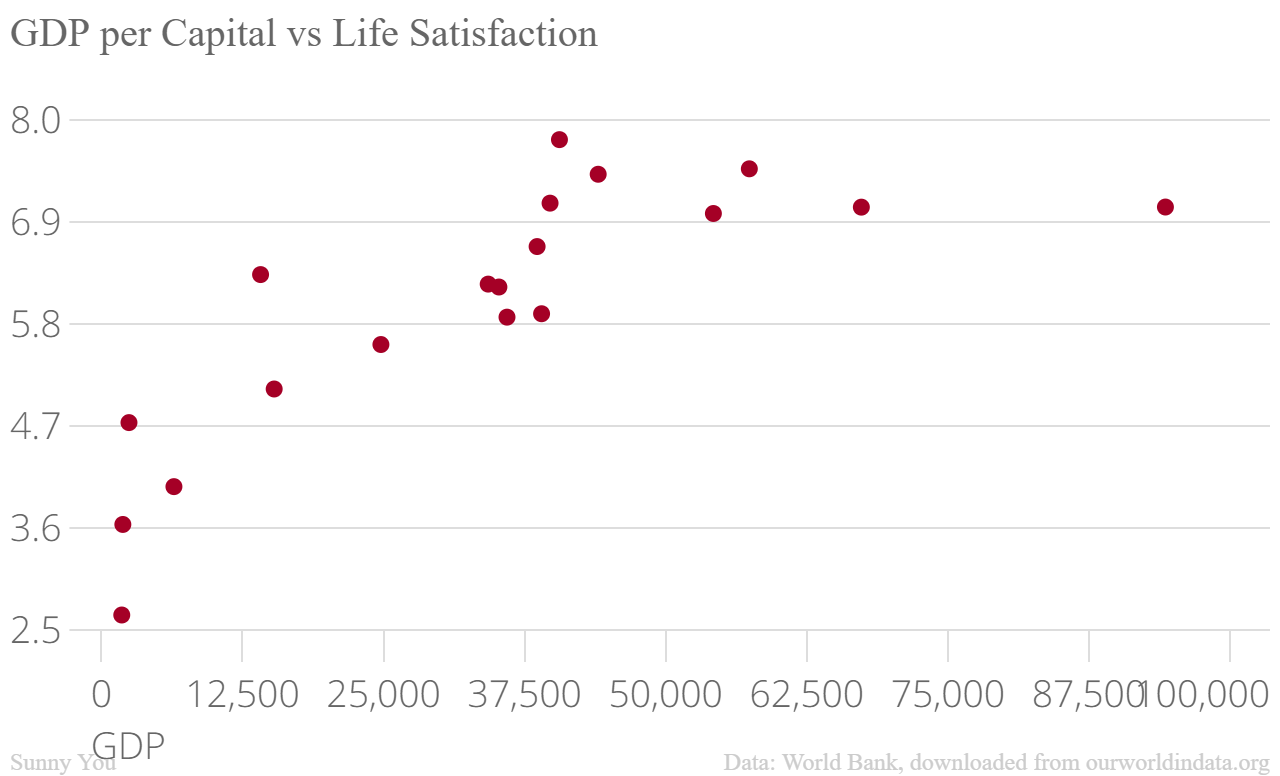 GDP per Capital vs Life Satisfaction
8.0
6.9
5.8
4.7
3.6
2.5
0 12,500 25,000 37,500 50,000 62,500 75,000 87,500 100,000
GDP
Sunny You
Data: World Bank, downloaded from ourworldindata.org